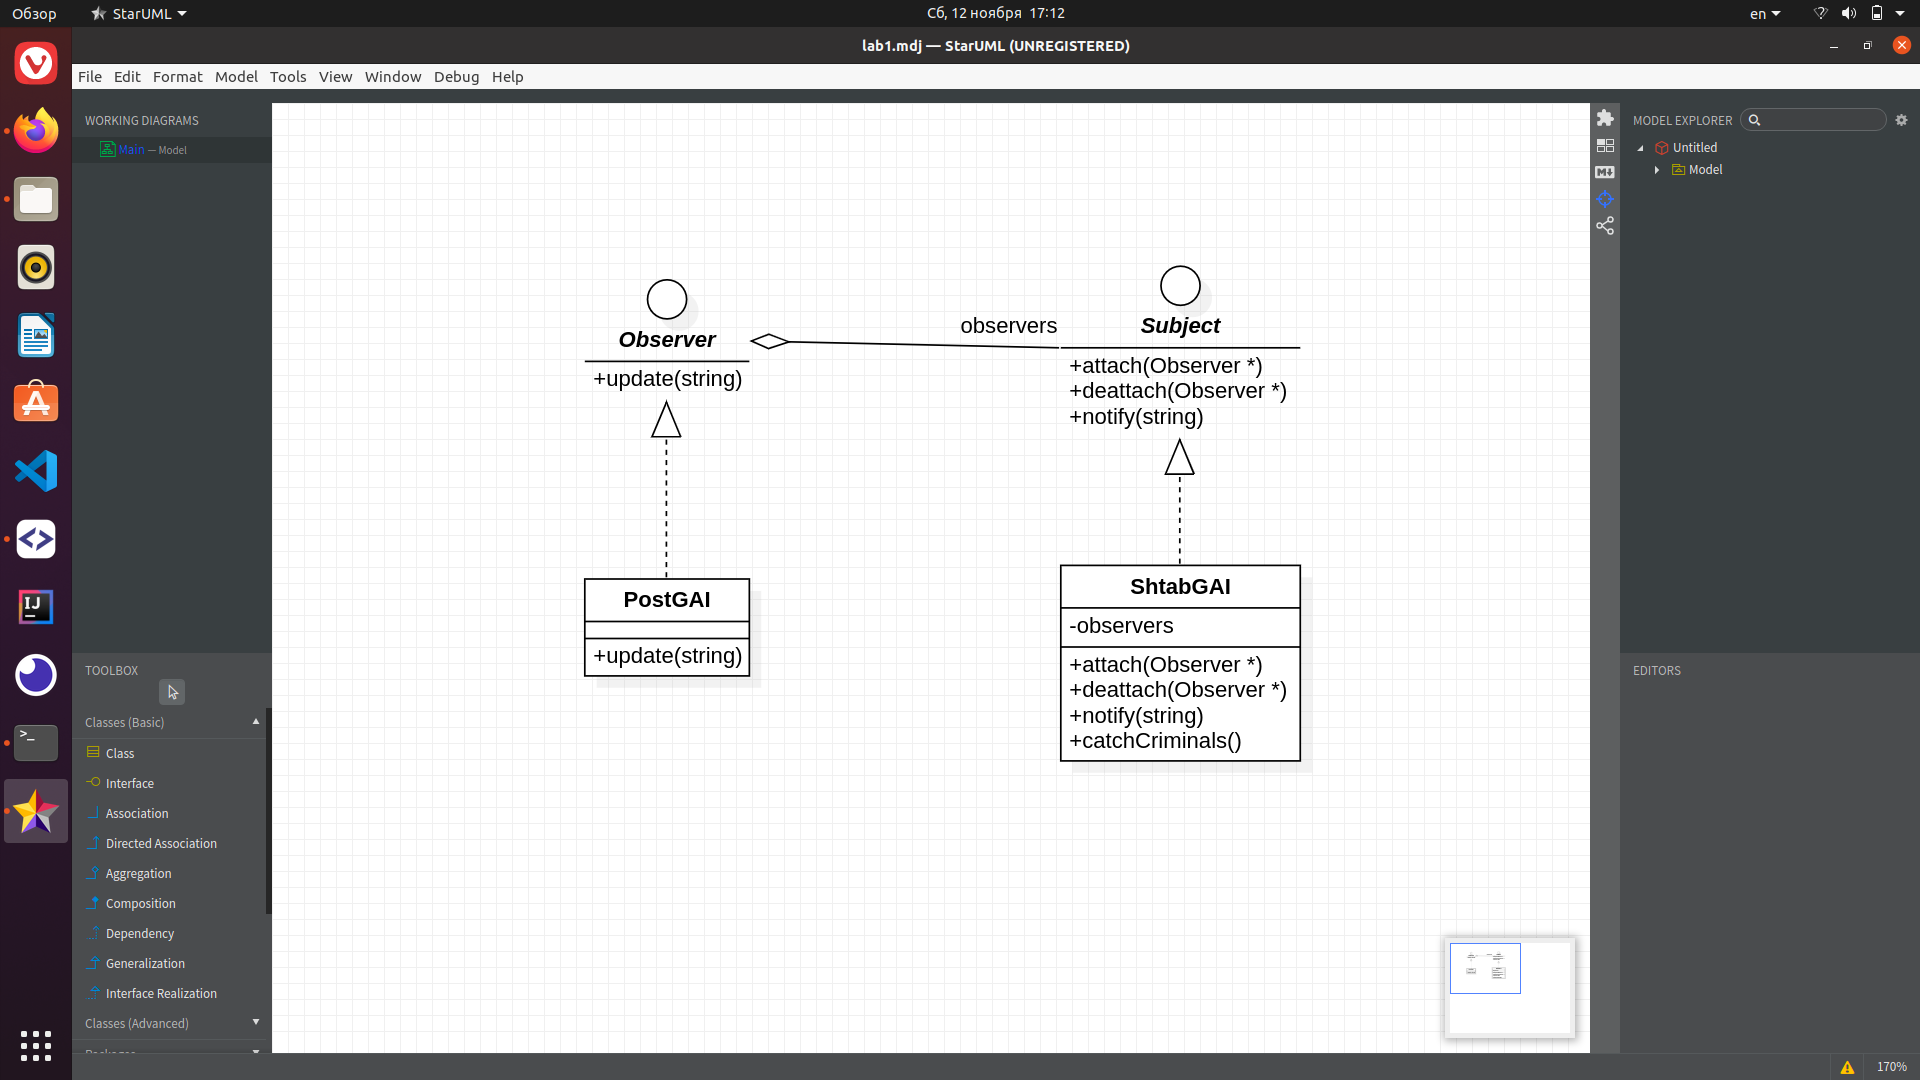 Обзор
StarUML
Сб, 12 ноября 17:12
en
lab1.mdj — StarUML (UNREGISTERED)
File Edit Format Model Tools View Window Debug Help
WORKING DIAGRAMS
Main — Model
TOOLBOX
Classes (Basic)
Class
Interface
Association
Directed Association
Aggregation
Composition
Dependency
Generalization
Interface Realization
Classes (Advanced)
Packages
Observer
+update(string)
observers
Subject
+attach(Observer *)
+deattach(Observer *)
+notify(string)
PostGAI
+update(string)
ShtabGAI
-observers
+attach(Observer *)
+deattach(Observer *)
+notify(string)
+catchCriminals()
MODEL EXPLORER
Untitled
Model
EDITORS
170%
IJ
>_
M